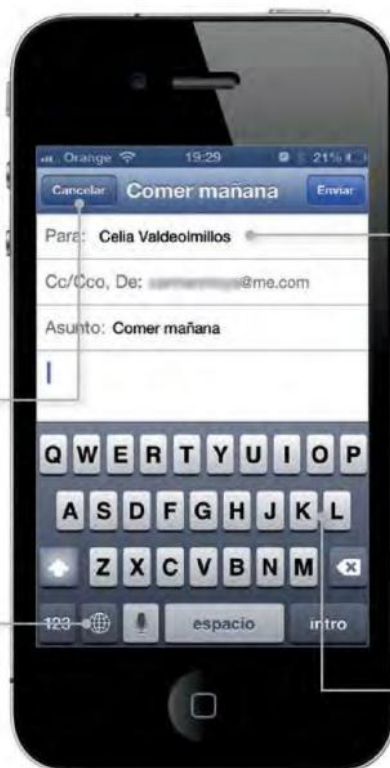 Orange 19:29 21%
Cancelar Comer mañana Enviar
Para: Celia Valdeolmillos
Cc/Cco, De: @me.com
Asunto: Comer mañana
Q W E R T Y U I O P
A S D F G H J K L
Z X C V B N M
123 espacio intro